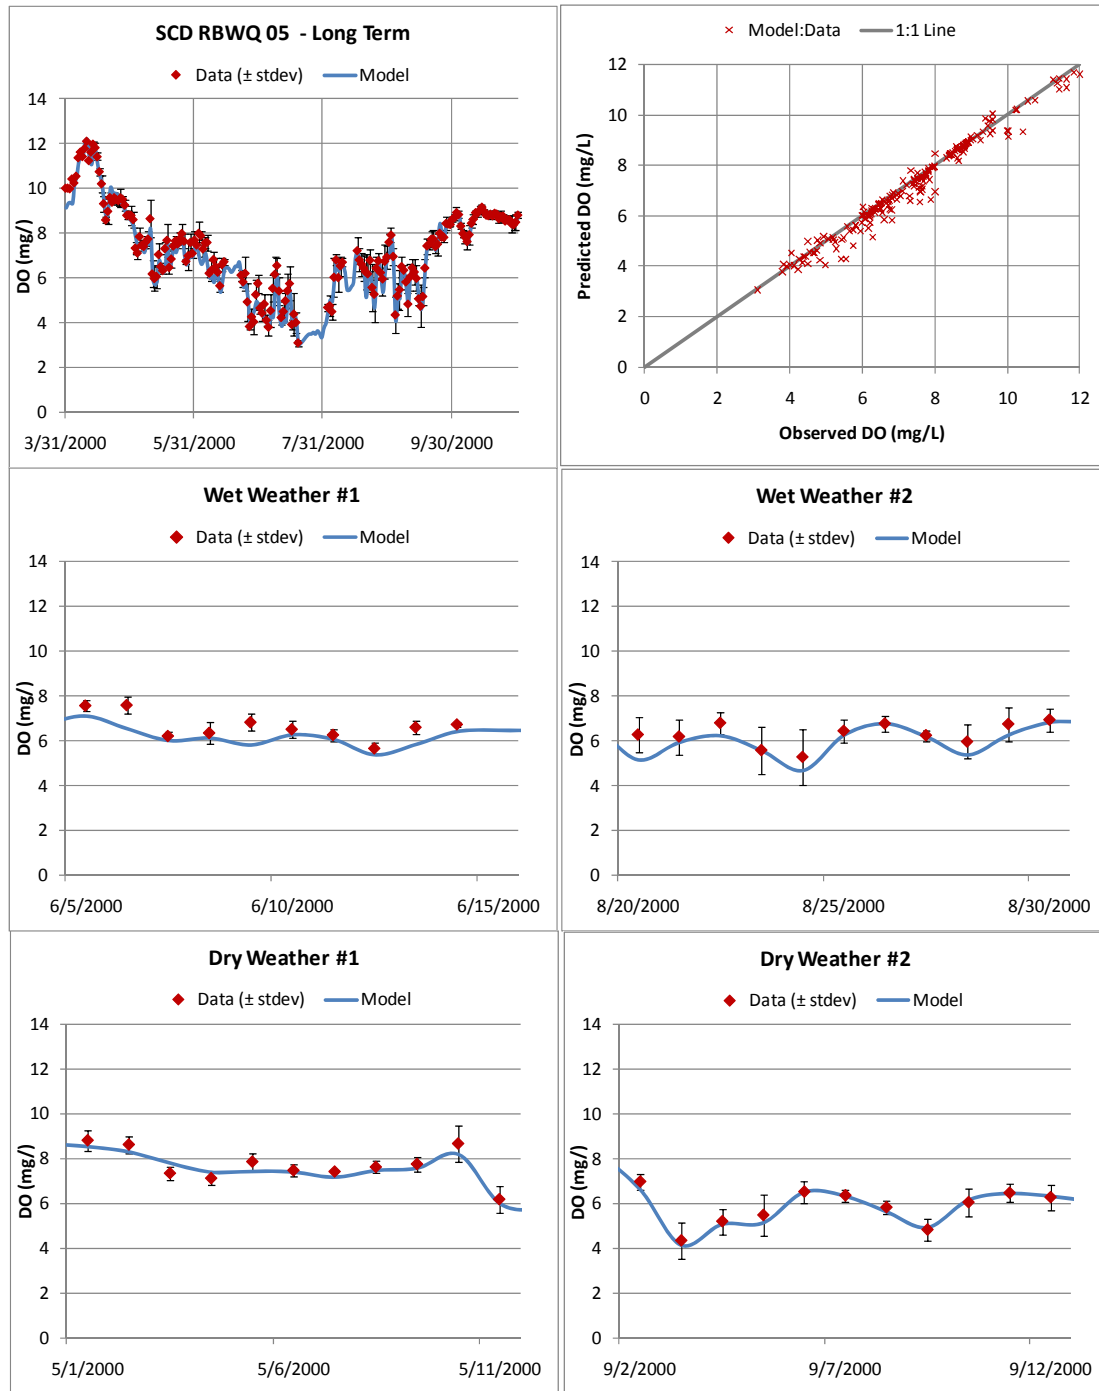 SCD RBWQ 05 - Long Term
Data (± stdev) Model
14
12
10
8
6
4
2
0
DO (mg/)
3/31/2000 5/31/2000 7/31/2000 9/30/2000
Model:Data 1:1 Line
12
10
8
6
4
2
0
Predicted DO (mg/L)
0 2 4 6 8 10 12
Observed DO (mg/L)
Wet Weather #1
Data (± stdev) Model
14
12
10
8
6
4
2
0
DO (mg/)
6/5/2000 6/10/2000 6/15/2000
Wet Weather #2
Data (± stdev) Model
14
12
10
8
6
4
2
0
DO (mg/)
8/20/2000 8/25/2000 8/30/2000
Dry Weather #1
Data (± stdev) Model
14
12
10
8
6
4
2
0
DO (mg/)
5/1/2000 5/6/2000 5/11/2000
Dry Weather #2
Data (± stdev) Model
14
12
10
8
6
4
2
0
DO (mg/)
9/2/2000 9/7/2000 9/12/2000